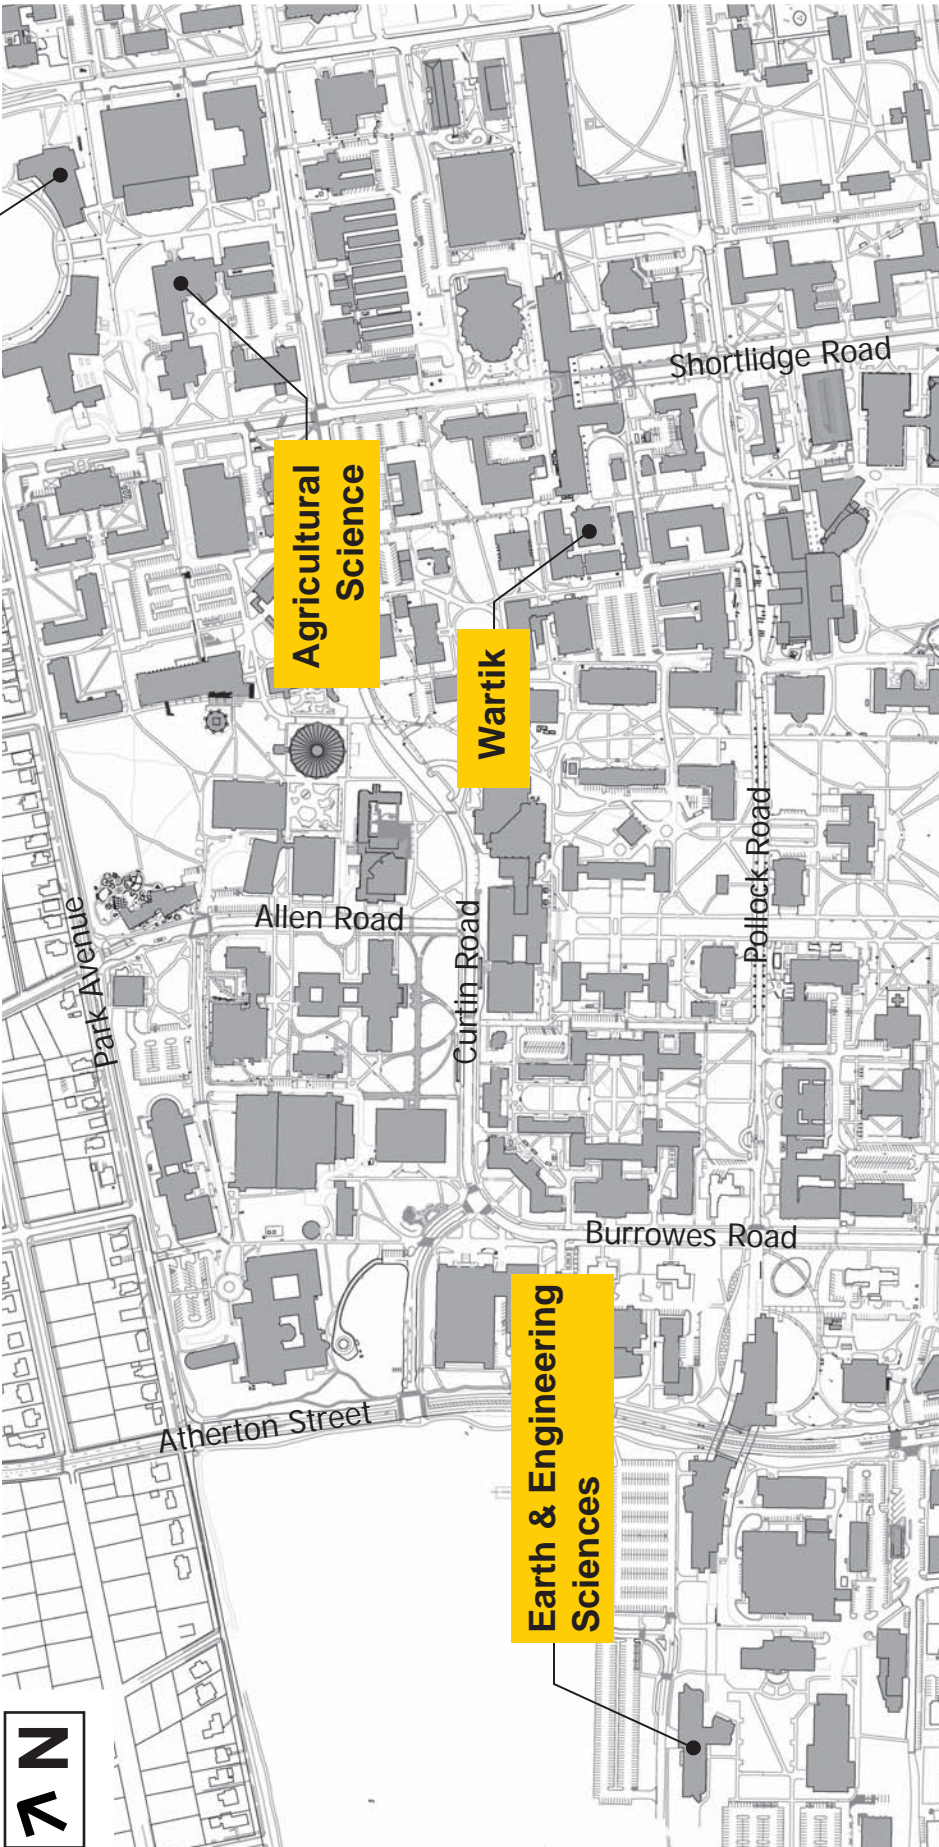 Shortlidge Road
Agricultural
Science
Wartik
Pollock Road
Allen Road
Curtin Road
Park Avenue
Burrowes Road
Earth & Engineering
Sciences
Atherton Street
N